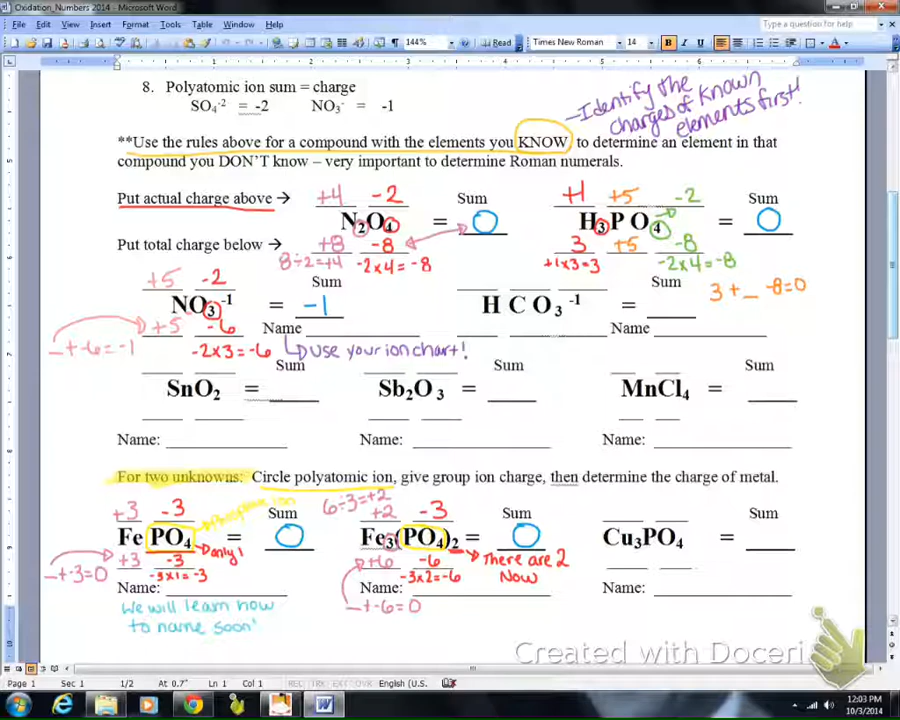 Oxidation_Numbers - Microsoft Word
File Edit View Insert Format Tools Table Window Help
Type a question for help
144% Read Times New Roman 14 B I U
8. Polyatomic ion sum = charge
SO₄⁻² = -2 NO₃⁻ = -1
-Identify the charges of known elements first!
**Use the rules above for a compound with the elements you KNOW to determine an element in that
compound you DON'T know – very important to determine Roman numerals.
+4 -2 Sum +1 +5 -2 Sum
Put actual charge above →
N₂O₄ = 0 H₃PO₄ = 0
Put total charge below → +8 -8 3 +5 -8
8÷2=+4 -2x4=-8 +1x3=3 -2x4=-8
+5 -2 Sum Sum 3+_ -8=0
NO₃⁻¹ = -1 HCO₃⁻¹ =
+5 -6 Name Name
_+-6=-1 -2x3=-6 use your ion chart!
Sum Sum Sum
SnO₂ = Sb₂O₃ = MnCl₄ =
Name: Name: Name:
For two unknowns: Circle polyatomic ion, give group ion charge, then determine the charge of metal.
6÷3=+2
+3 -3 Sum +2 -3 Sum Sum
Fe PO₄ = 0 Fe₃(PO₄)₂ = 0 Cu₃PO₄ =
only 1 There are 2 Now
+3 -3 +6 -6
_+-3=0 -3x1=-3 -3x2=-6
Name: Name: Name:
_+-6=0
We will learn how
to name soon!
Created with Doceri
Page 1 Sec 1 1/2 At 0.7" Ln 1 Col 1 REC TRK EXT OVR English (U.S.
12:03 PM
10/3/2014